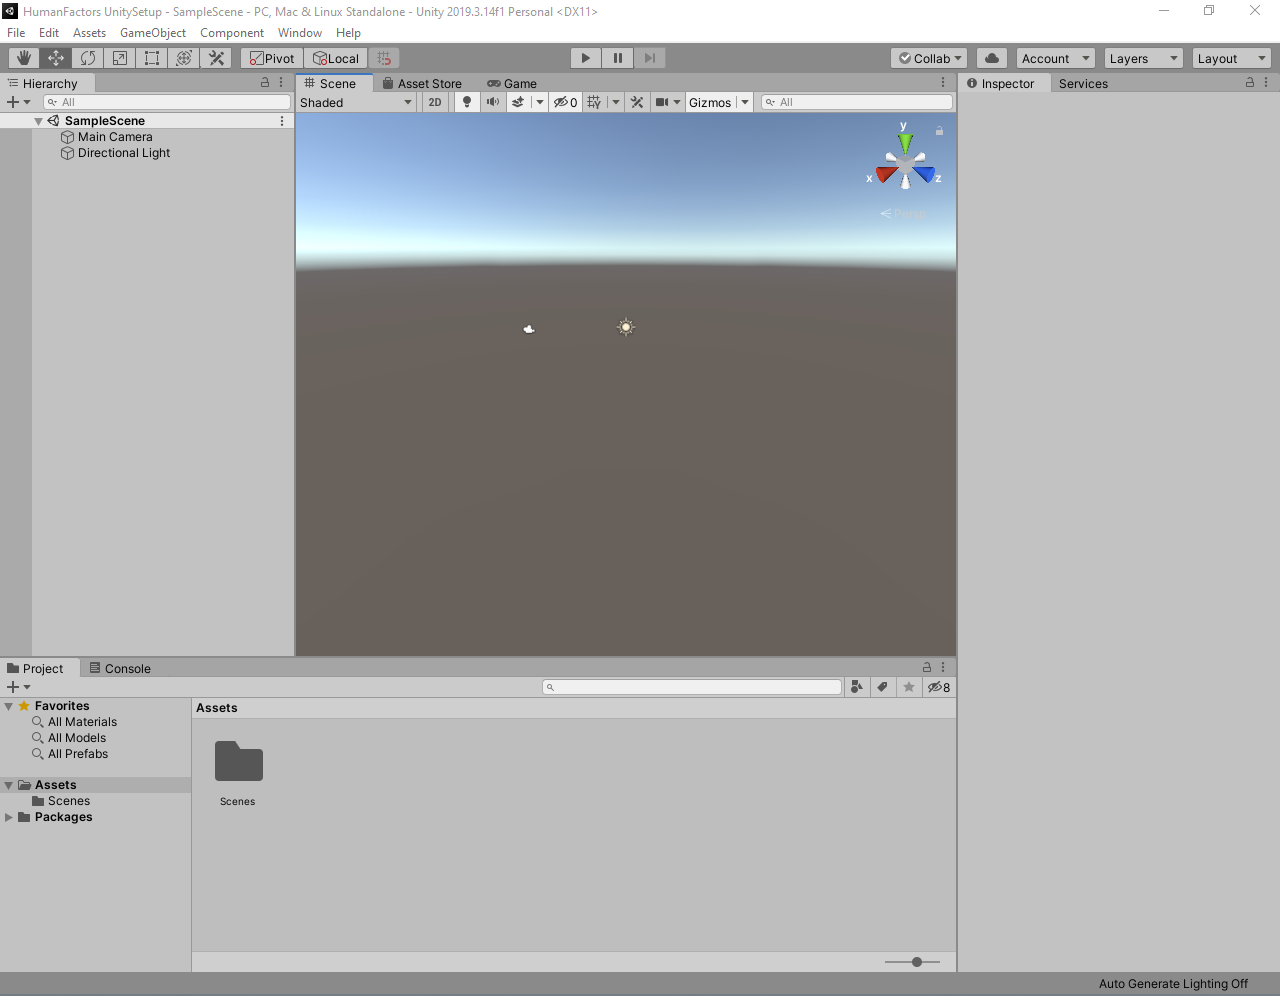 HumanFactors UnitySetup - SampleScene - PC, Mac & Linux Standalone - Unity 2019.3.14f1 Personal <DX11>
File Edit Assets GameObject Component Window Help
Pivot Local Collab Account Layers Layout
Hierarchy
All
SampleScene
Main Camera
Directional Light
Scene Asset Store Game
Shaded 2D 0 Gizmos All
y
x z
Persp
Inspector Services
Project Console
8
Favorites
All Materials
All Models
All Prefabs
Assets
Scenes
Packages
Assets
Scenes
Auto Generate Lighting Off